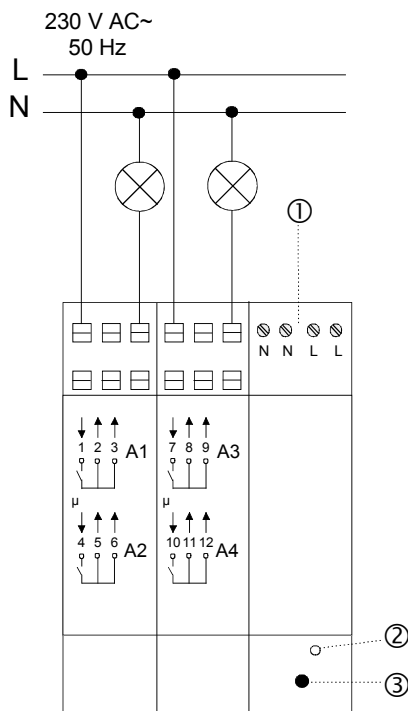 230 V AC~
50 Hz
L
N
①
N N L L
1 2 3 A1
7 8 9 A3
µ µ
4 5 6 A2
10 11 12 A4
②
③